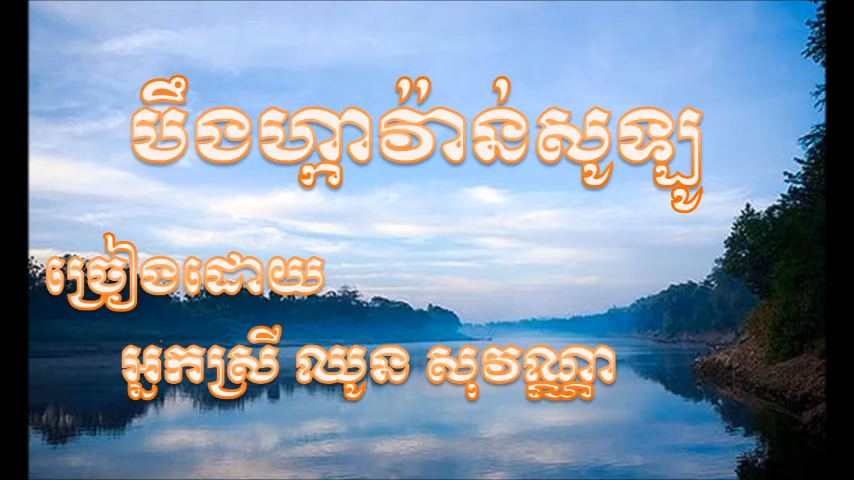 បឹងហ្កាវ៉ាន់សូឡូ
ច្រៀងដោយ
អ្នកស្រី ឈូន សុវណ្ណា